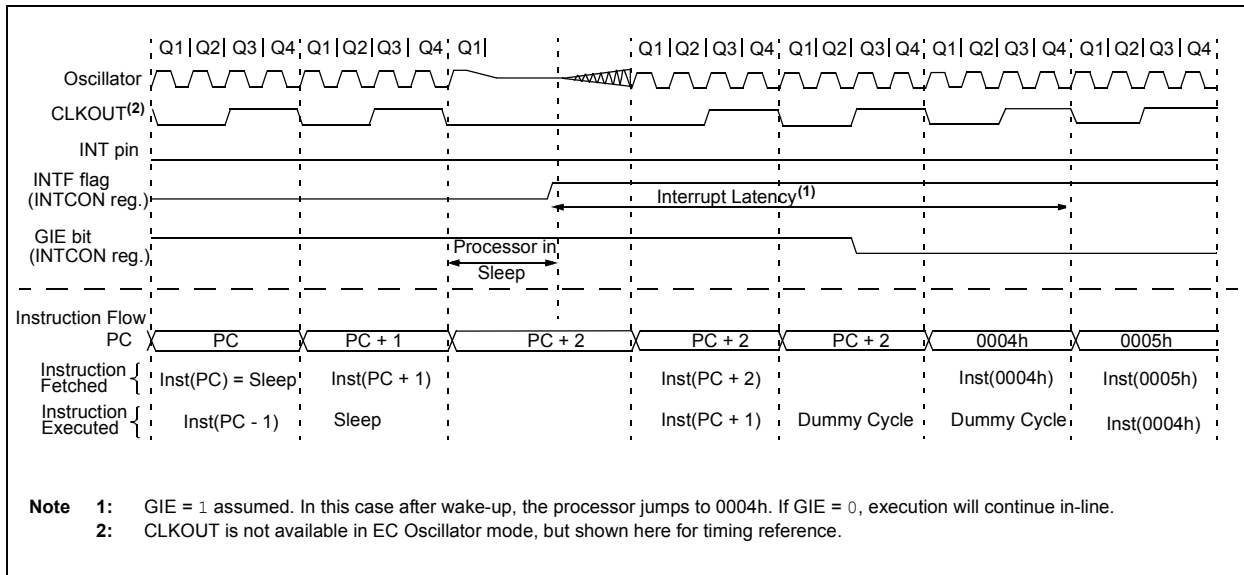 Q1 Q2 Q3 Q4 Q1 Q2 Q3 Q4 Q1 Q1 Q2 Q3 Q4 Q1 Q2 Q3 Q4 Q1 Q2 Q3 Q4 Q1 Q2 Q3 Q4
Oscillator
CLKOUT(2)
INT pin
INTF flag
(INTCON reg.)
Interrupt Latency(1)
GIE bit
(INTCON reg.)
Processor in
Sleep
Instruction Flow
PC PC PC + 1 PC + 2 PC + 2 PC + 2 0004h 0005h
Instruction
Fetched { Inst(PC) = Sleep Inst(PC + 1) Inst(PC + 2) Inst(0004h) Inst(0005h)
Instruction
Executed { Inst(PC - 1) Sleep Inst(PC + 1) Dummy Cycle Dummy Cycle Inst(0004h)
Note 1: GIE = 1 assumed. In this case after wake-up, the processor jumps to 0004h. If GIE = 0, execution will continue in-line.
2: CLKOUT is not available in EC Oscillator mode, but shown here for timing reference.